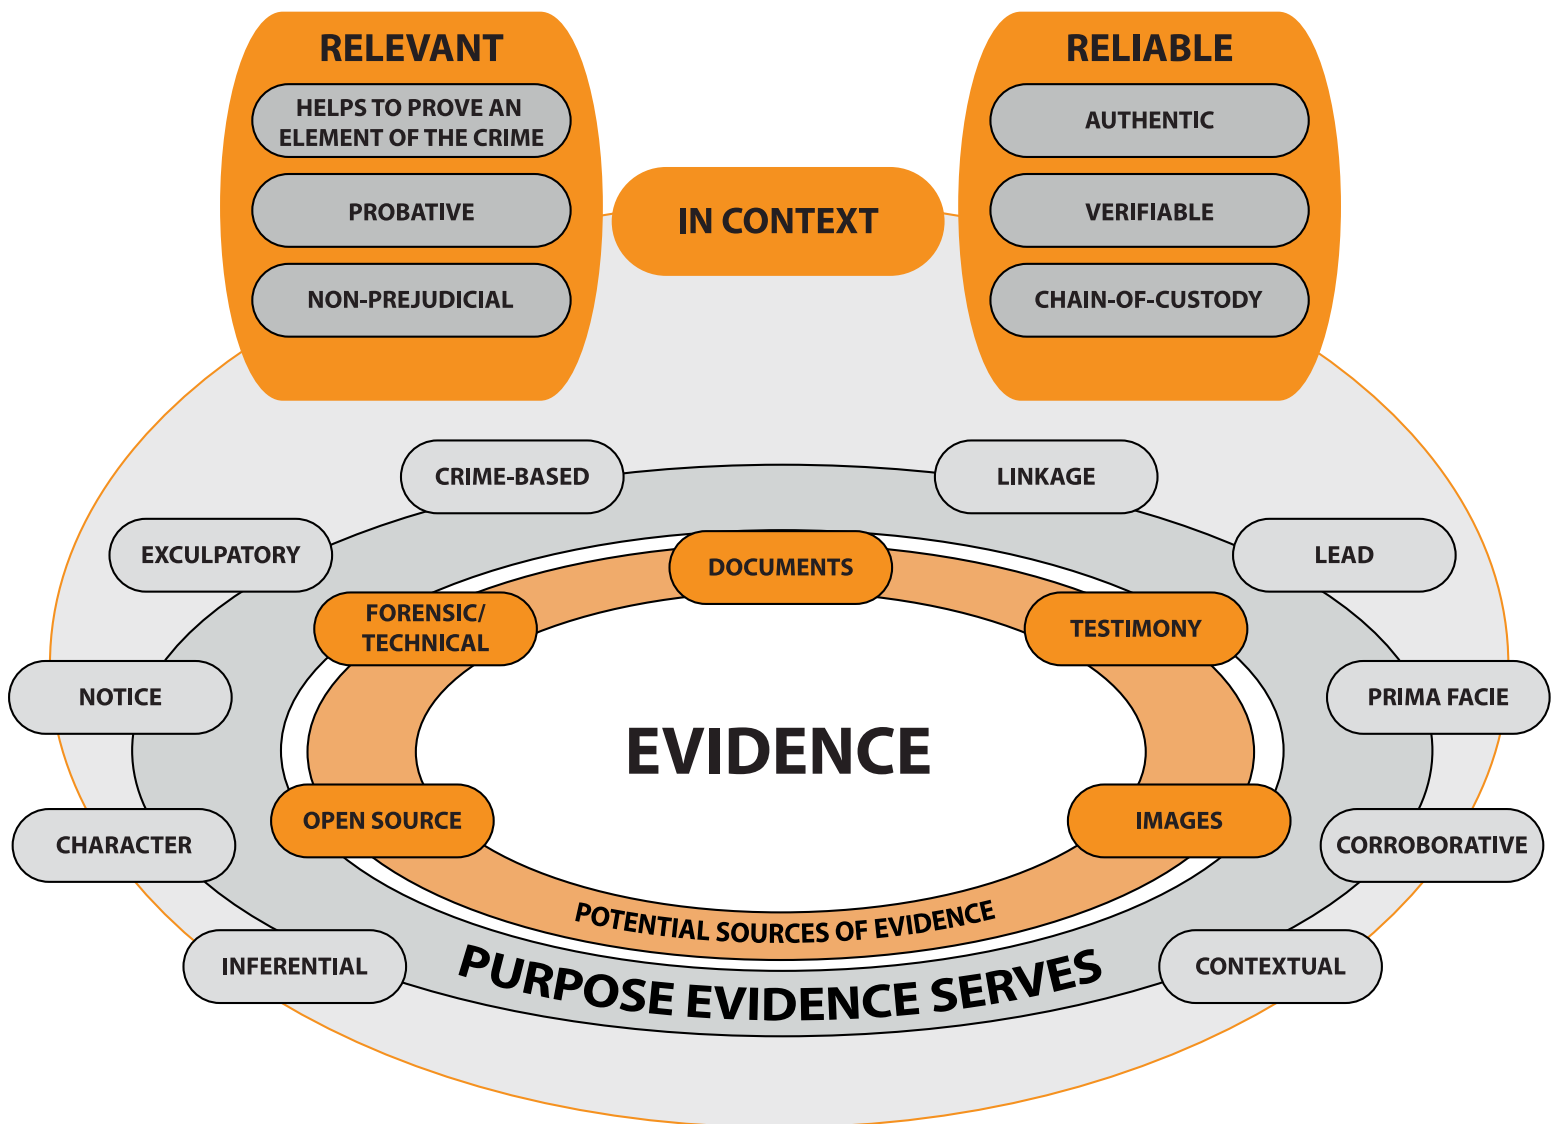 RELEVANT
HELPS TO PROVE AN
ELEMENT OF THE CRIME
PROBATIVE
NON-PREJUDICIAL
IN CONTEXT
RELIABLE
AUTHENTIC
VERIFIABLE
CHAIN-OF-CUSTODY
CRIME-BASED
LINKAGE
EXCULPATORY
LEAD
NOTICE
PRIMA FACIE
CHARACTER
CORROBORATIVE
INFERENTIAL
CONTEXTUAL
DOCUMENTS
FORENSIC/
TECHNICAL
TESTIMONY
OPEN SOURCE
IMAGES
EVIDENCE
POTENTIAL SOURCES OF EVIDENCE
PURPOSE EVIDENCE SERVES